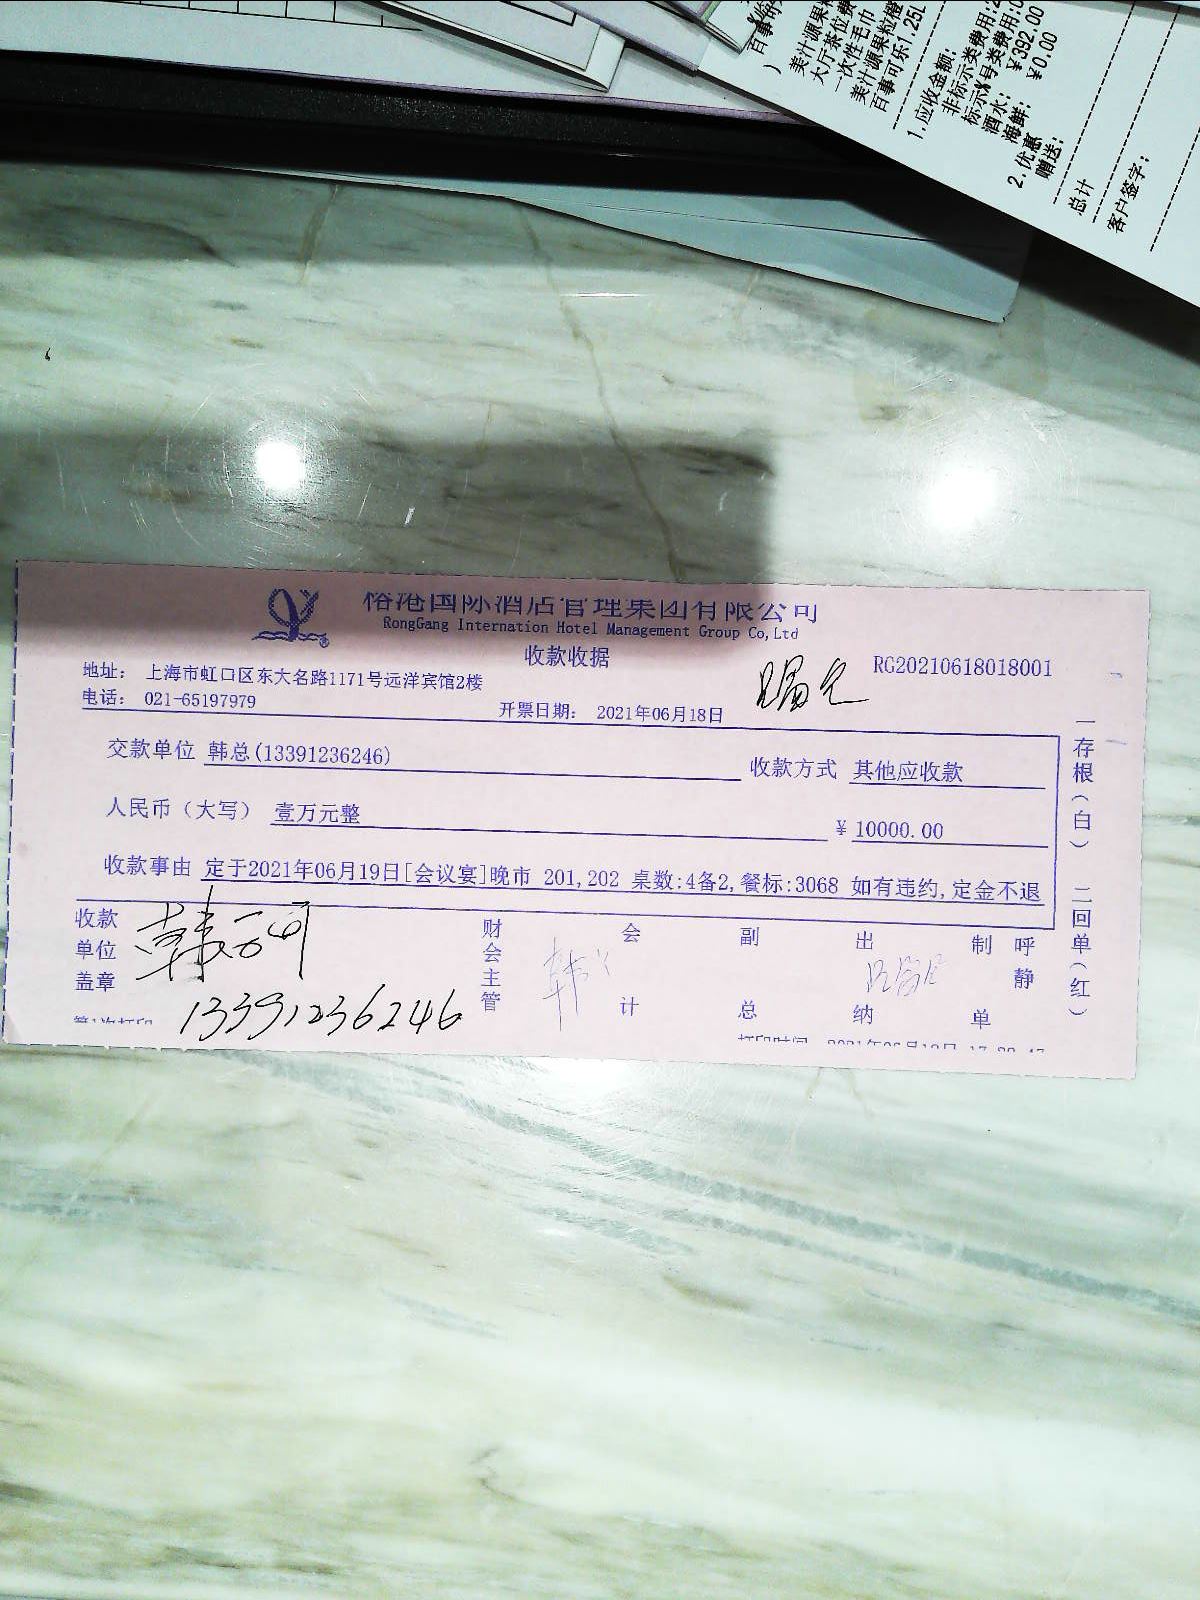 美汁源果粒橙
大厅茶位费
一次性毛巾
美汁源果粒橙
百事可乐1.25L
1.应收金额:
非标示类费用:
标示号类费用:
酒水: ¥392.00
海鲜: ¥0.00
2.优惠
赠送:
总计
客户签字:
榕港国际酒店管理集团有限公司
RongGang Internation Hotel Management Group Co,Ltd
收款收据
RG20210618018001
地址: 上海市虹口区东大名路1171号远洋宾馆2楼
电话: 021-65197979
开票日期: 2021年06月18日
交款单位 韩总(13391236246) 收款方式 其他应收款
人民币(大写) 壹万元整 ¥ 10000.00
收款事由 定于2021年06月19日[会议宴]晚市 201,202 桌数:4备2,餐标:3068 如有违约,定金不退
收款单位盖章
13391236246
财会主管
会计
副总
出纳
制单
呼静
一存根(白) 二回单(红)